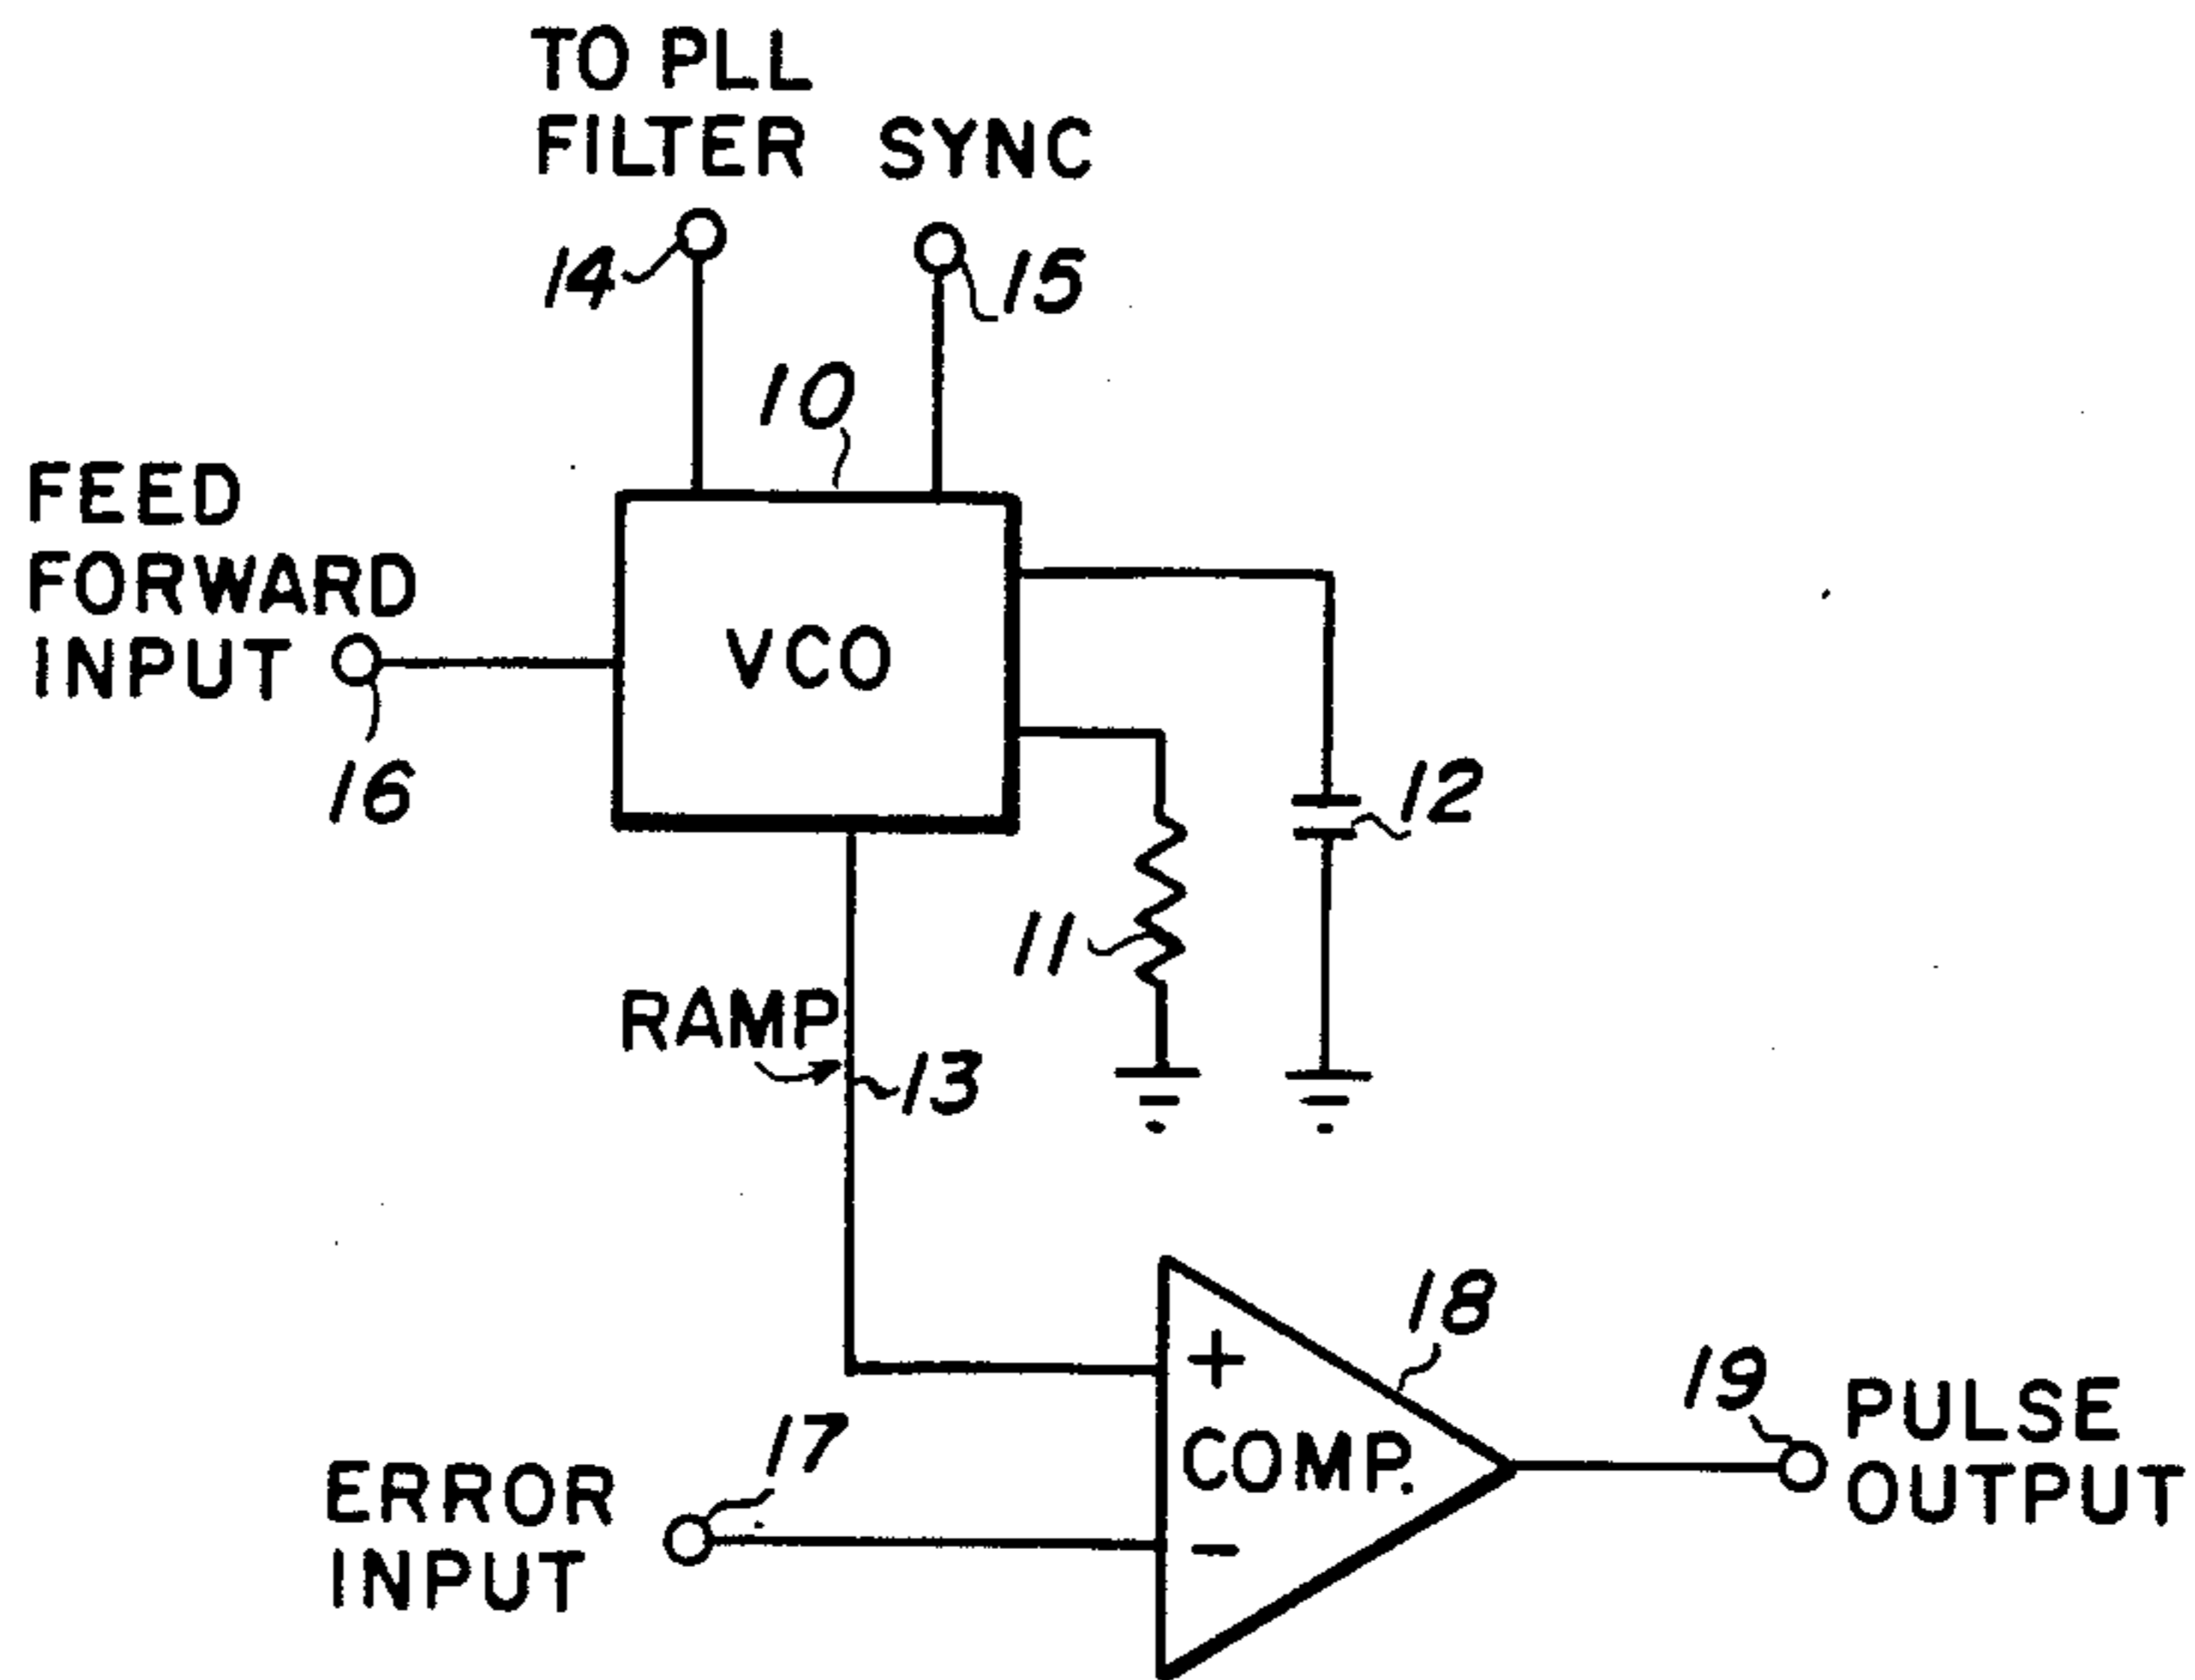 TO PLL
FILTER
SYNC
14
15
10
FEED
FORWARD
INPUT
VCO
16
12
11
RAMP
13
18
+
COMP.
-
19
PULSE
OUTPUT
17
ERROR
INPUT